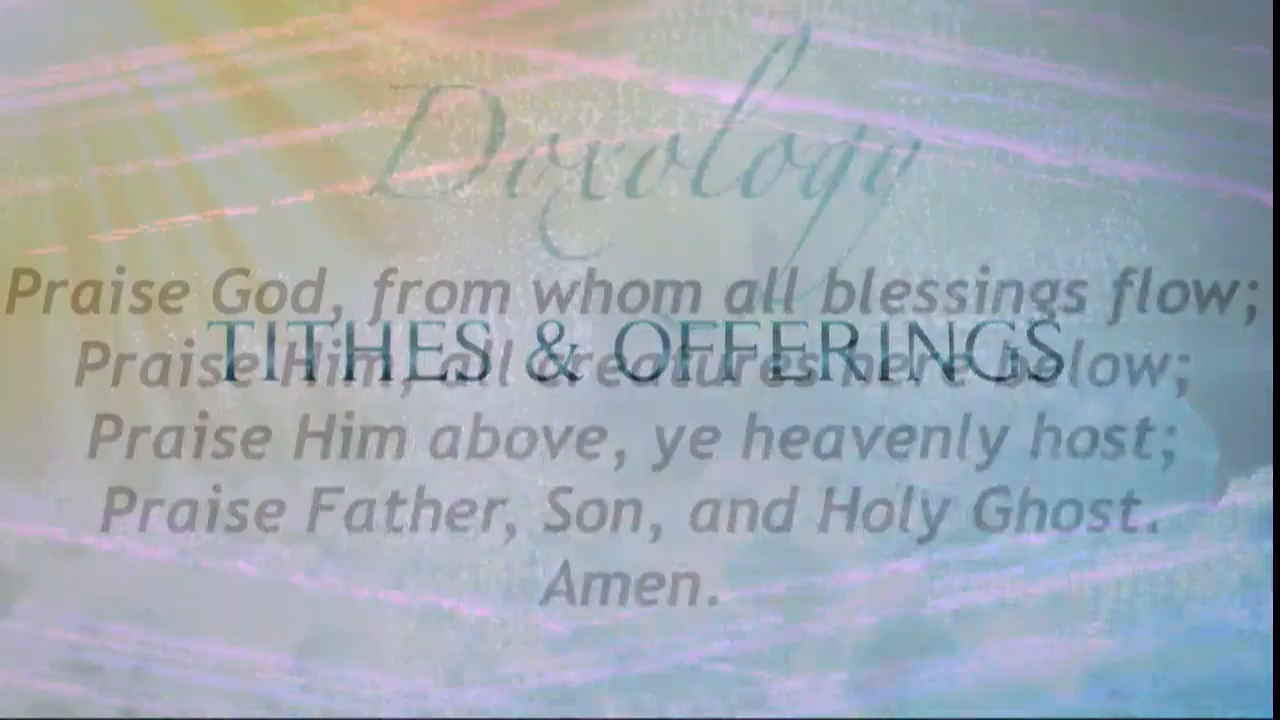 Doxology
Praise God, from whom all blessings flow;
TITHES & OFFERINGS
Praise Him, all creatures here below;
Praise Him above, ye heavenly host;
Praise Father, Son, and Holy Ghost.
Amen.